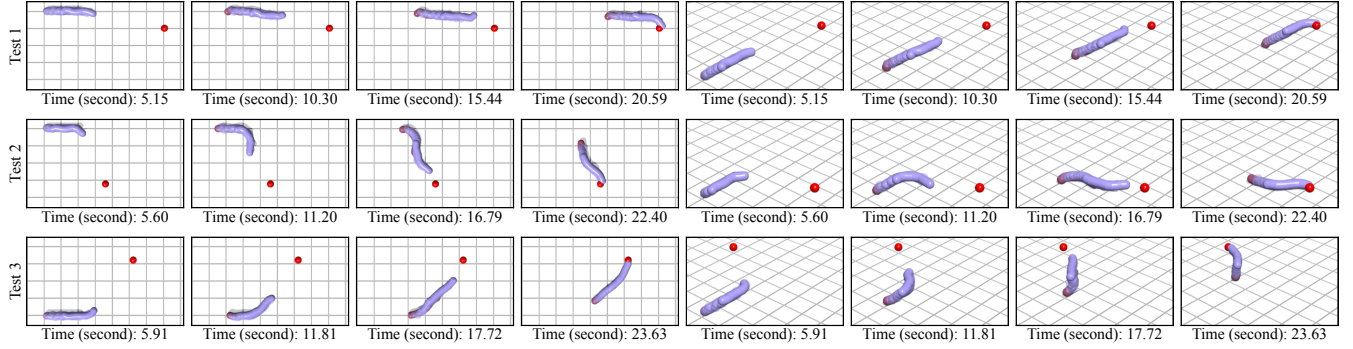 Test 1
Time (second): 5.15
Time (second): 10.30
Time (second): 15.44
Time (second): 20.59
Time (second): 5.15
Time (second): 10.30
Time (second): 15.44
Time (second): 20.59
Test 2
Time (second): 5.60
Time (second): 11.20
Time (second): 16.79
Time (second): 22.40
Time (second): 5.60
Time (second): 11.20
Time (second): 16.79
Time (second): 22.40
Test 3
Time (second): 5.91
Time (second): 11.81
Time (second): 17.72
Time (second): 23.63
Time (second): 5.91
Time (second): 11.81
Time (second): 17.72
Time (second): 23.63